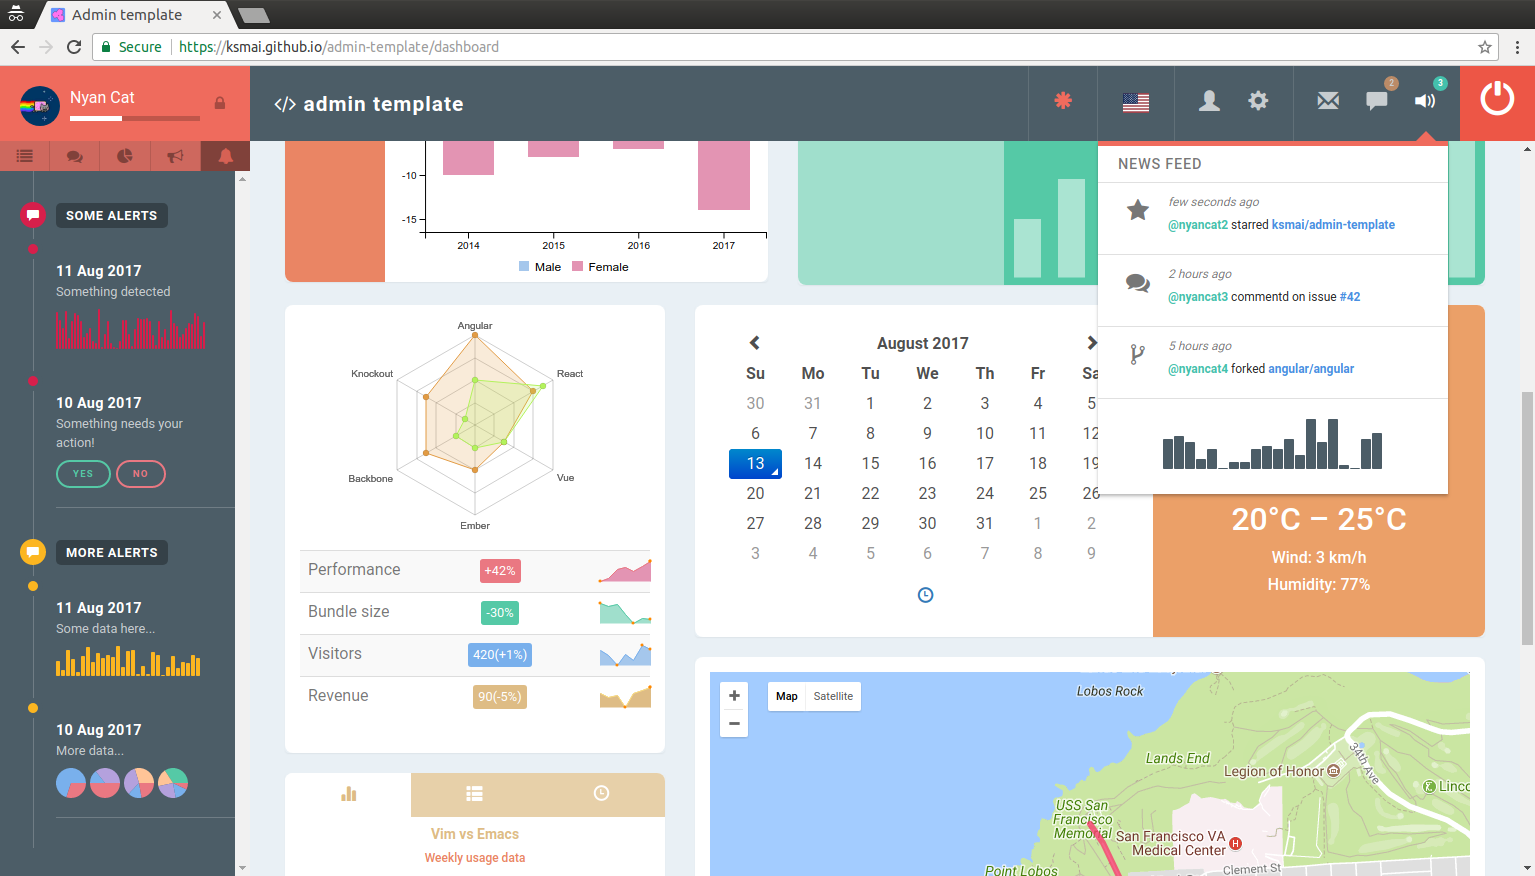 Admin template
Secure
https://ksmai.github.io/admin-template/dashboard
Nyan Cat
</> admin template
2
3
SOME ALERTS
11 Aug 2017
Something detected
10 Aug 2017
Something needs your
action!
YES
NO
MORE ALERTS
11 Aug 2017
Some data here...
10 Aug 2017
More data...
-10
-15
2014 2015 2016 2017
Male Female
NEWS FEED
few seconds ago
@nyancat2 starred ksmai/admin-template
2 hours ago
@nyancat3 commentd on issue #42
5 hours ago
@nyancat4 forked angular/angular
Angular
Knockout
React
Backbone
Vue
Ember
Performance +42%
Bundle size -30%
Visitors 420(+1%)
Revenue 90(-5%)
August 2017
Su Mo Tu We Th Fr Sa
30 31 1 2 3 4 5
6 7 8 9 10 11 12
13 14 15 16 17 18 19
20 21 22 23 24 25 26
27 28 29 30 31 1 2
3 4 5 6 7 8 9
20°C – 25°C
Wind: 3 km/h
Humidity: 77%
Vim vs Emacs
Weekly usage data
+
−
Map Satellite
Lobos Rock
Lands End
Legion of Honor
34th Ave
Linco
USS San
Francisco
Memorial
San Francisco VA
Medical Center
H
Clement St
Point Lobos